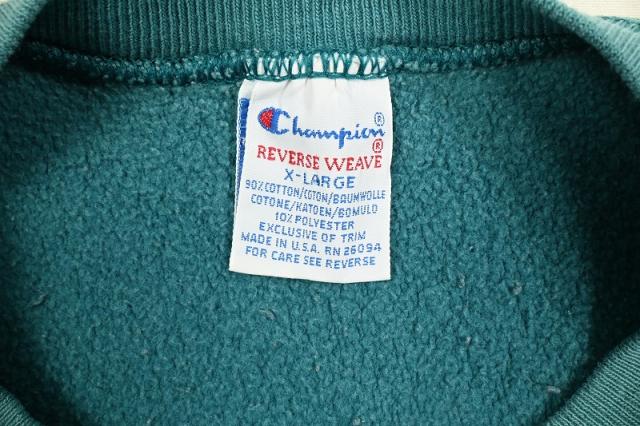 Champion®
REVERSE WEAVE®
X-LARGE
90% COTTON/COTON/BAUMWOLLE
COTONE/KATOEN/BOMULD
10% POLYESTER
EXCLUSIVE OF TRIM
MADE IN U.S.A. RN 26094
FOR CARE SEE REVERSE